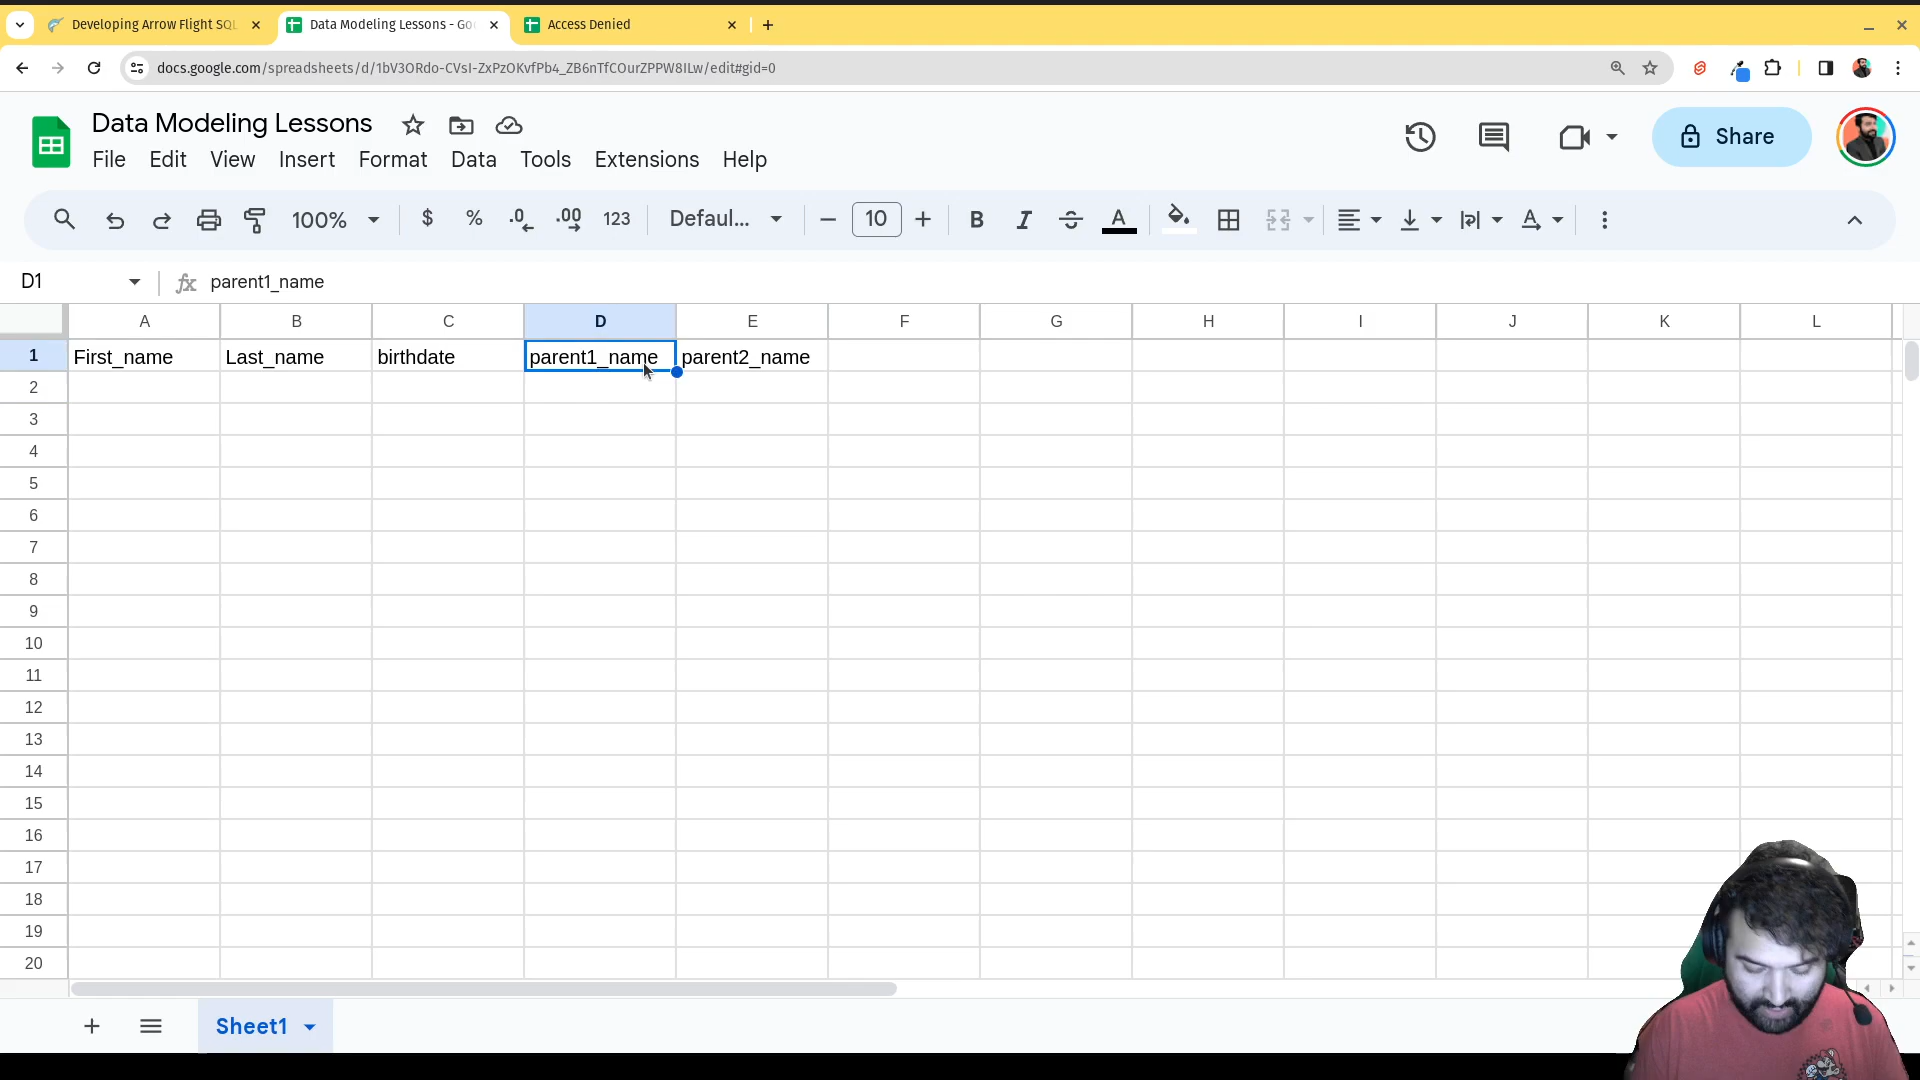 Developing Arrow Flight SQL
Data Modeling Lessons - Go
Access Denied
docs.google.com/spreadsheets/d/1bV3ORdo-CVsI-ZxPzOKvfPb4_ZB6nTfCOurZPPW8ILw/edit#gid=0
Data Modeling Lessons
Share
File Edit View Insert Format Data Tools Extensions Help
100% $ % .0 .00 123 Defaul... 10 B I S A A
D1 fx parent1_name
A B C D E F G H I J K L
1 First_name Last_name birthdate parent1_name parent2_name
2
3
4
5
6
7
8
9
10
11
12
13
14
15
16
17
18
19
20
Sheet1